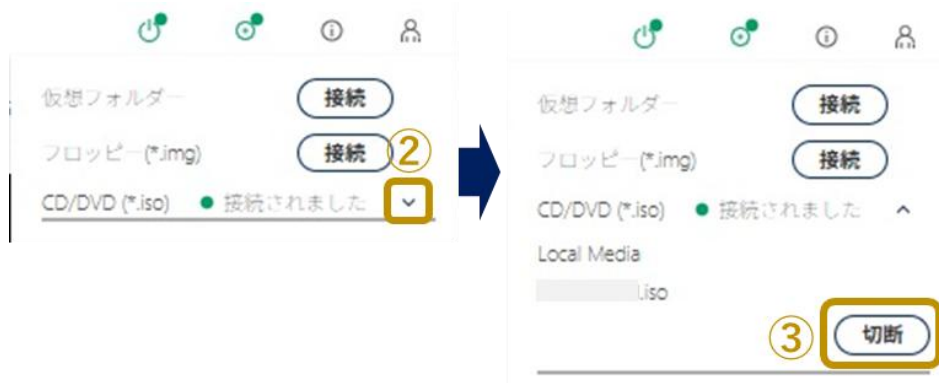 仮想フォルダー 接続
フロッピー(*.img) 接続 ②
CD/DVD (*.iso) 接続されました
仮想フォルダー 接続
フロッピー(*.img) 接続
CD/DVD (*.iso) 接続されました
Local Media
.iso
③ 切断